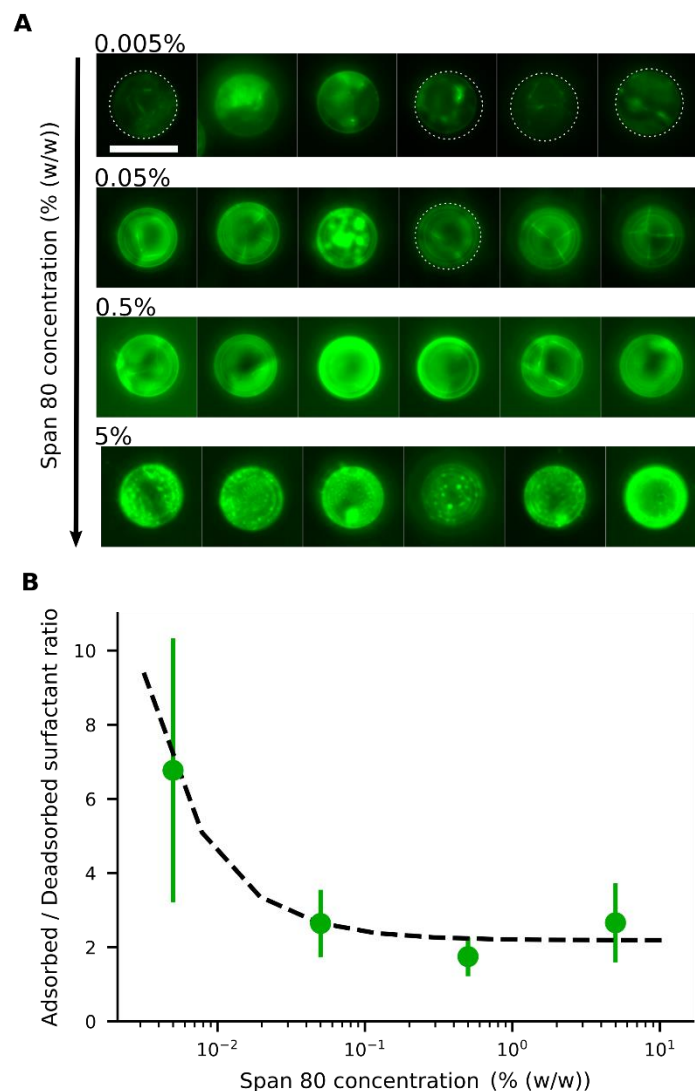 A
0.005%
0.05%
0.5%
5%
Span 80 concentration (% (w/w))
B
Adsorbed / Deadsorbed surfactant ratio
10
8
6
4
2
0
10⁻² 10⁻¹ 10⁰ 10¹
Span 80 concentration (% (w/w))